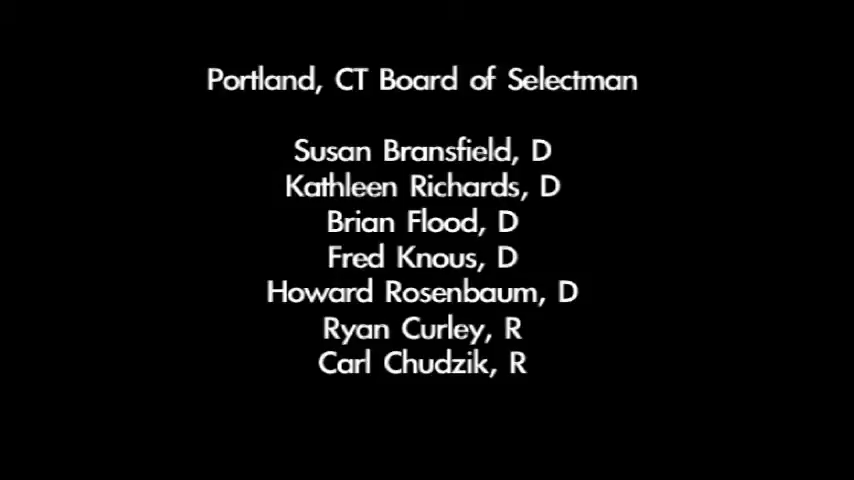 Portland, CT Board of Selectman
Susan Bransfield, D
Kathleen Richards, D
Brian Flood, D
Fred Knous, D
Howard Rosenbaum, D
Ryan Curley, R
Carl Chudzik, R